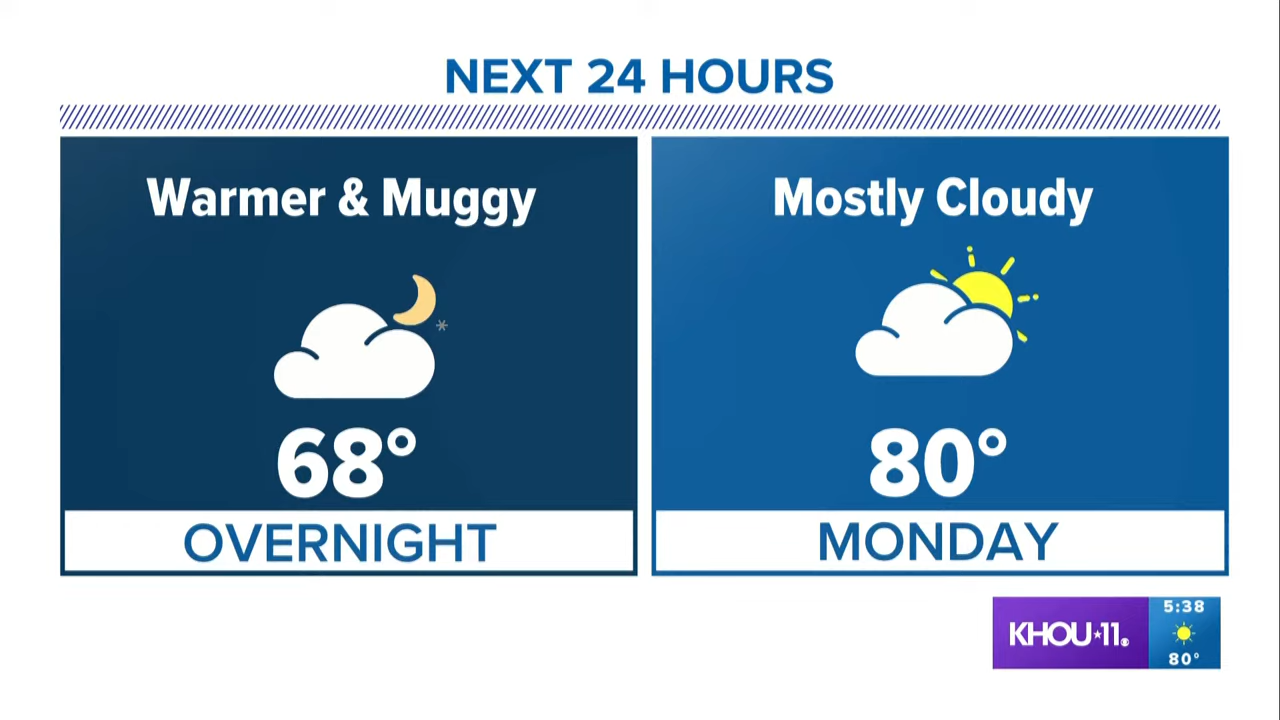 NEXT 24 HOURS
Warmer & Muggy
68°
OVERNIGHT
Mostly Cloudy
80°
MONDAY
KHOU★11
5:38
80°